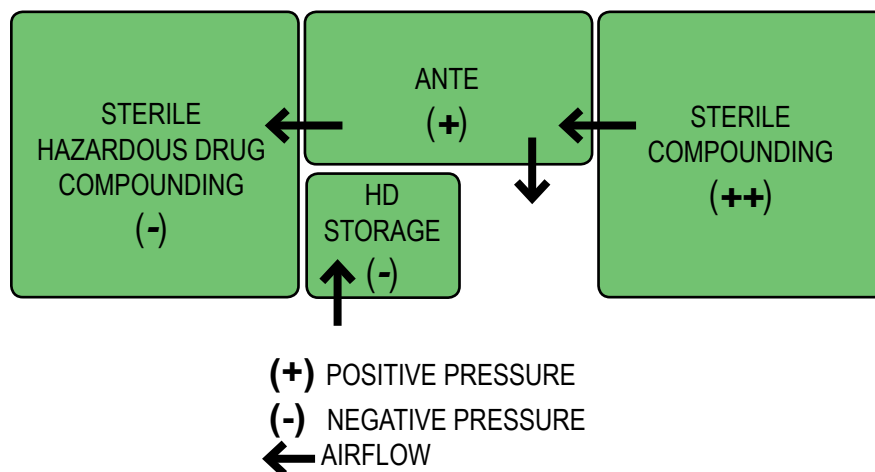 STERILE
HAZARDOUS DRUG
COMPOUNDING
(-)
ANTE
(+)
STERILE
COMPOUNDING
(++)
HD
STORAGE
(-)
(+) POSITIVE PRESSURE
(-) NEGATIVE PRESSURE
AIRFLOW